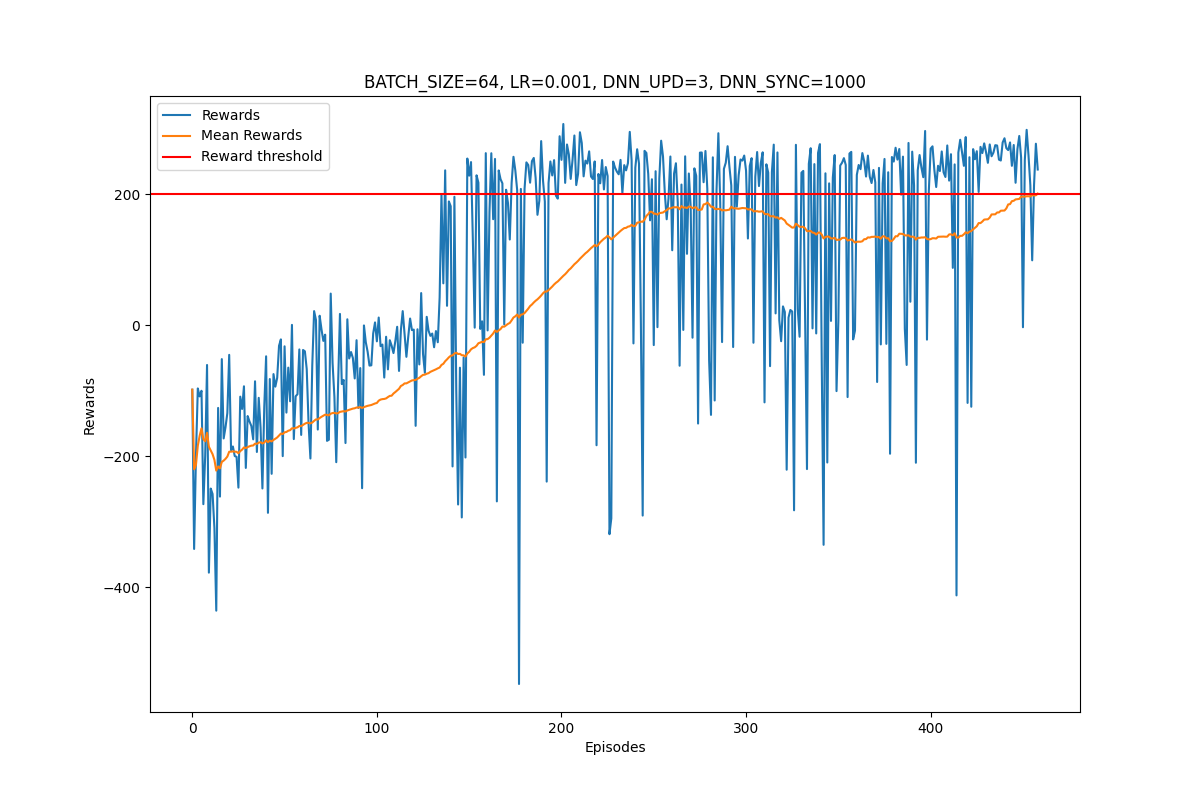 BATCH_SIZE=64, LR=0.001, DNN_UPD=3, DNN_SYNC=1000
Rewards
Mean Rewards
Reward threshold
200
0
−200
−400
Rewards
0
100
200
300
400
Episodes